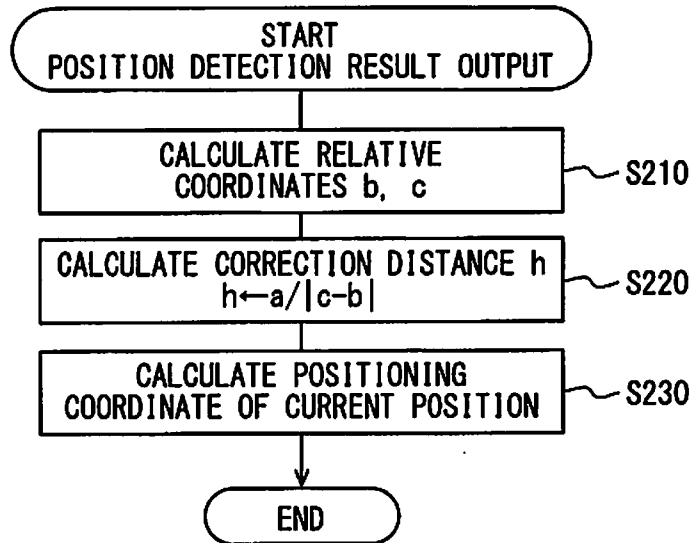 START
POSITION DETECTION RESULT OUTPUT
CALCULATE RELATIVE
COORDINATES b, c
S210
CALCULATE CORRECTION DISTANCE h
h←a/|c-b|
S220
CALCULATE POSITIONING
COORDINATE OF CURRENT POSITION
S230
END